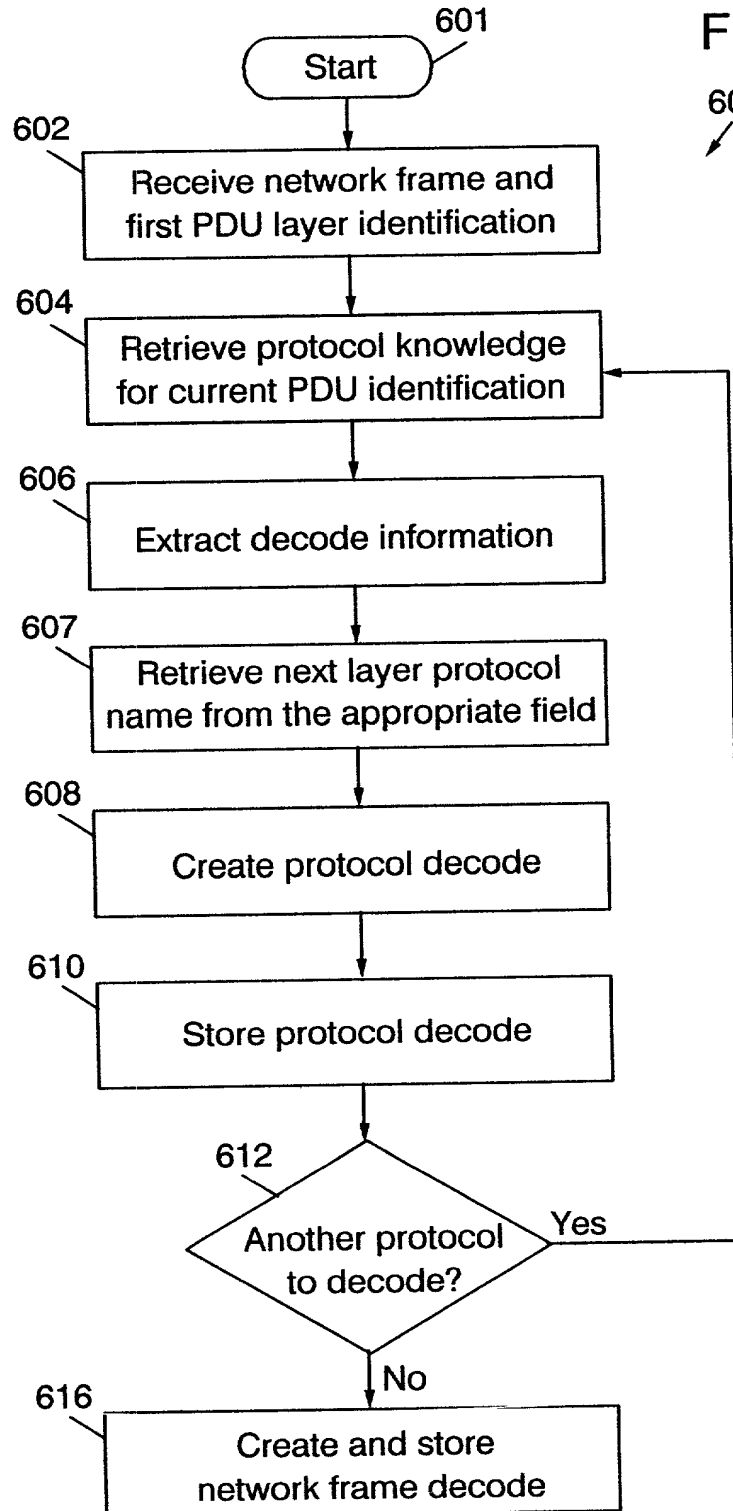 601
F
Start
60
602
Receive network frame and
first PDU layer identification
604
Retrieve protocol knowledge
for current PDU identification
606
Extract decode information
607
Retrieve next layer protocol
name from the appropriate field
608
Create protocol decode
610
Store protocol decode
612
Another protocol
to decode?
Yes
No
616
Create and store
network frame decode